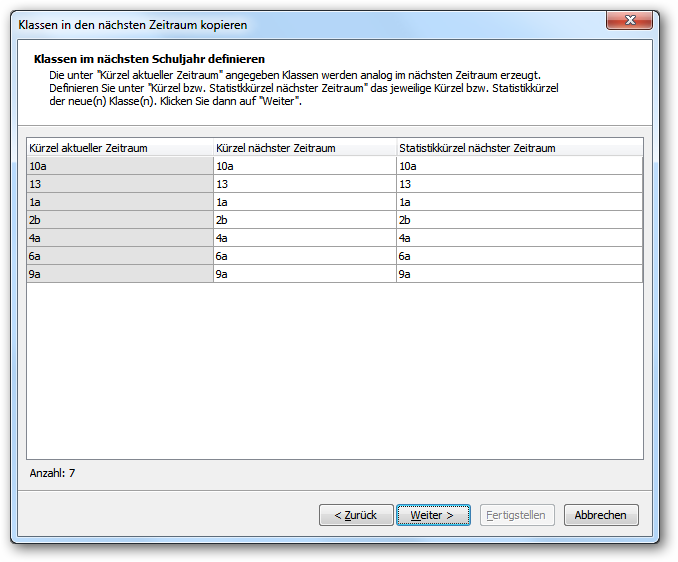 Klassen in den nächsten Zeitraum kopieren
Klassen im nächsten Schuljahr definieren
Die unter "Kürzel aktueller Zeitraum" angegeben Klassen werden analog im nächsten Zeitraum erzeugt.
Definieren Sie unter "Kürzel bzw. Statistkkürzel nächster Zeitraum" das jeweilige Kürzel bzw. Statistikkürzel
der neue(n) Klasse(n). Klicken Sie dann auf "Weiter".
Kürzel aktueller Zeitraum Kürzel nächster Zeitraum Statistikkürzel nächster Zeitraum
10a 10a 10a
13 13 13
1a 1a 1a
2b 2b 2b
4a 4a 4a
6a 6a 6a
9a 9a 9a
Anzahl: 7
< Zurück Weiter > Fertigstellen Abbrechen